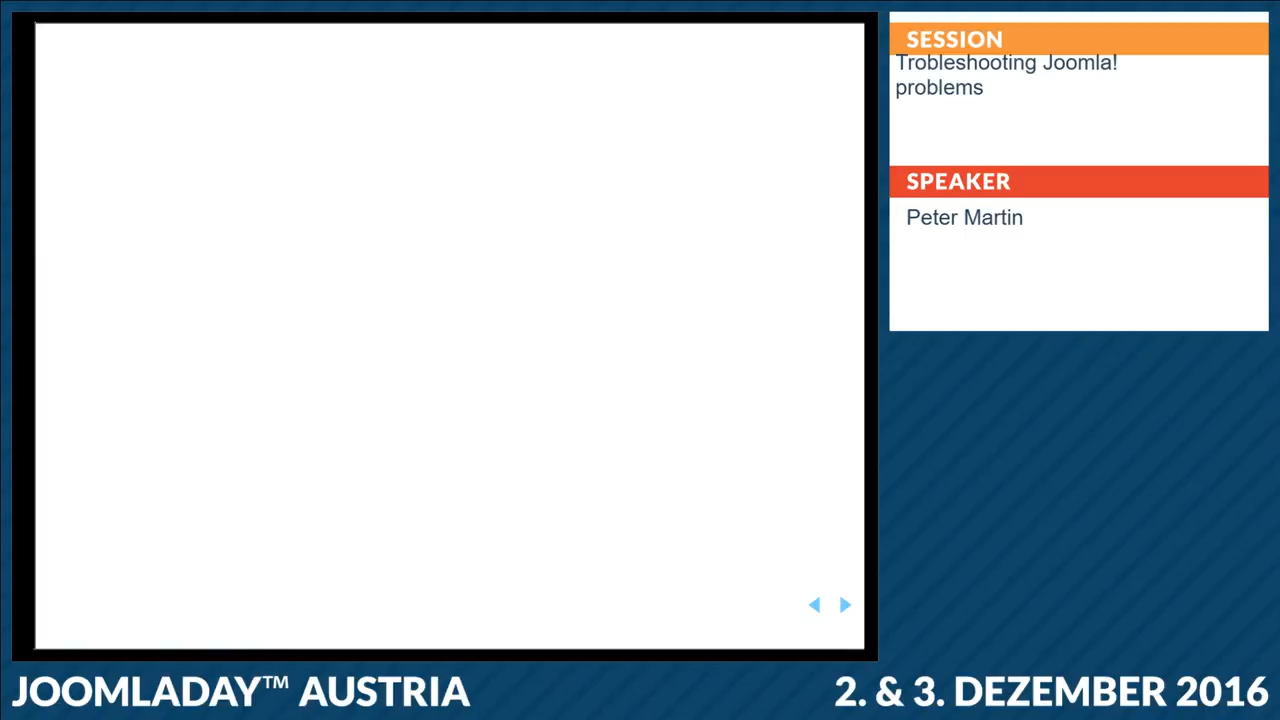 SESSION
Trobleshooting Joomla!
problems
SPEAKER
Peter Martin
JOOMLADAY™ AUSTRIA
2. & 3. DEZEMBER 2016